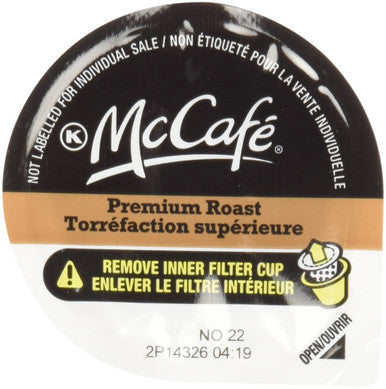 NOT LABELLED FOR INDIVIDUAL SALE / NON ÉTIQUETÉ POUR LA VENTE INDIVIDUELLE
K
McCafé®
Premium Roast
Torréfaction supérieure
REMOVE INNER FILTER CUP
ENLEVER LE FILTRE INTÉRIEUR
OPEN/OUVRIR
NO 22
2P14326 04:19